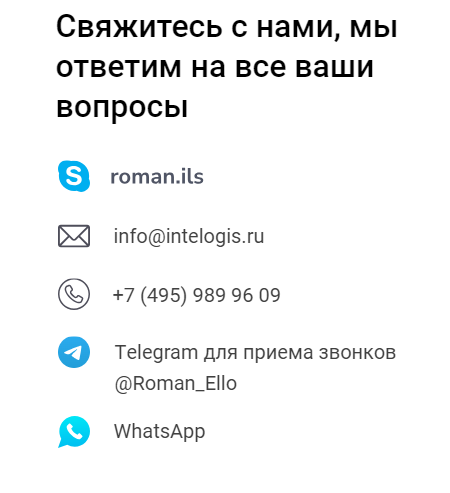 Свяжитесь с нами, мы
ответим на все ваши
вопросы
roman.ils
info@intelogis.ru
+7 (495) 989 96 09
Telegram для приема звонков
@Roman_Ello
WhatsApp